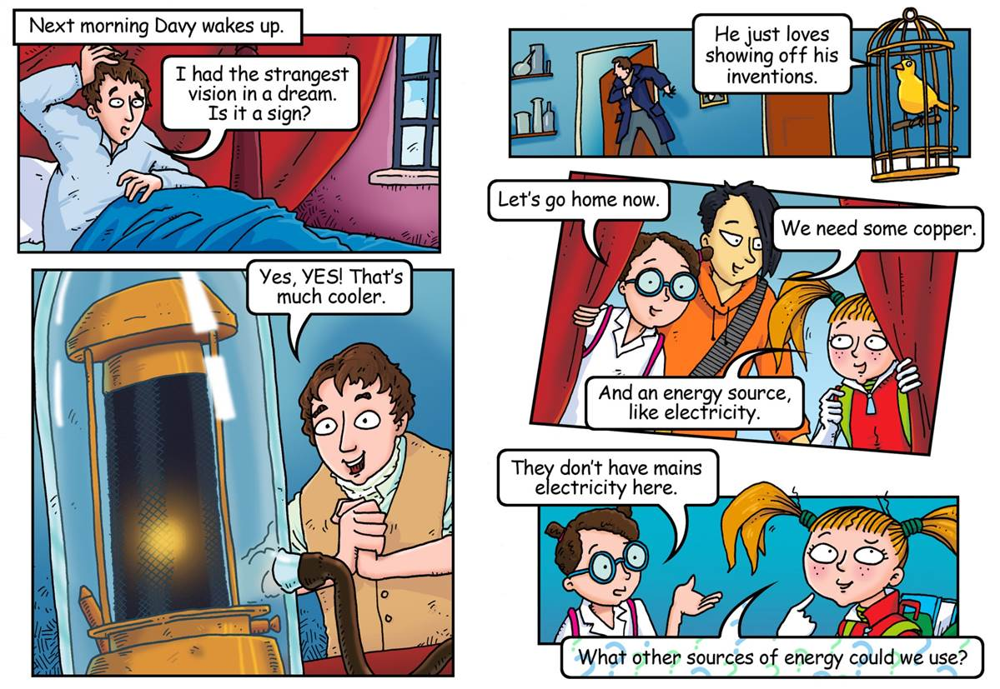 Next morning Davy wakes up.
I had the strangest
vision in a dream.
Is it a sign?
Yes, YES! That's
much cooler.
He just loves
showing off his
inventions.
Let's go home now.
We need some copper.
And an energy source,
like electricity.
They don't have mains
electricity here.
What other sources of energy could we use?